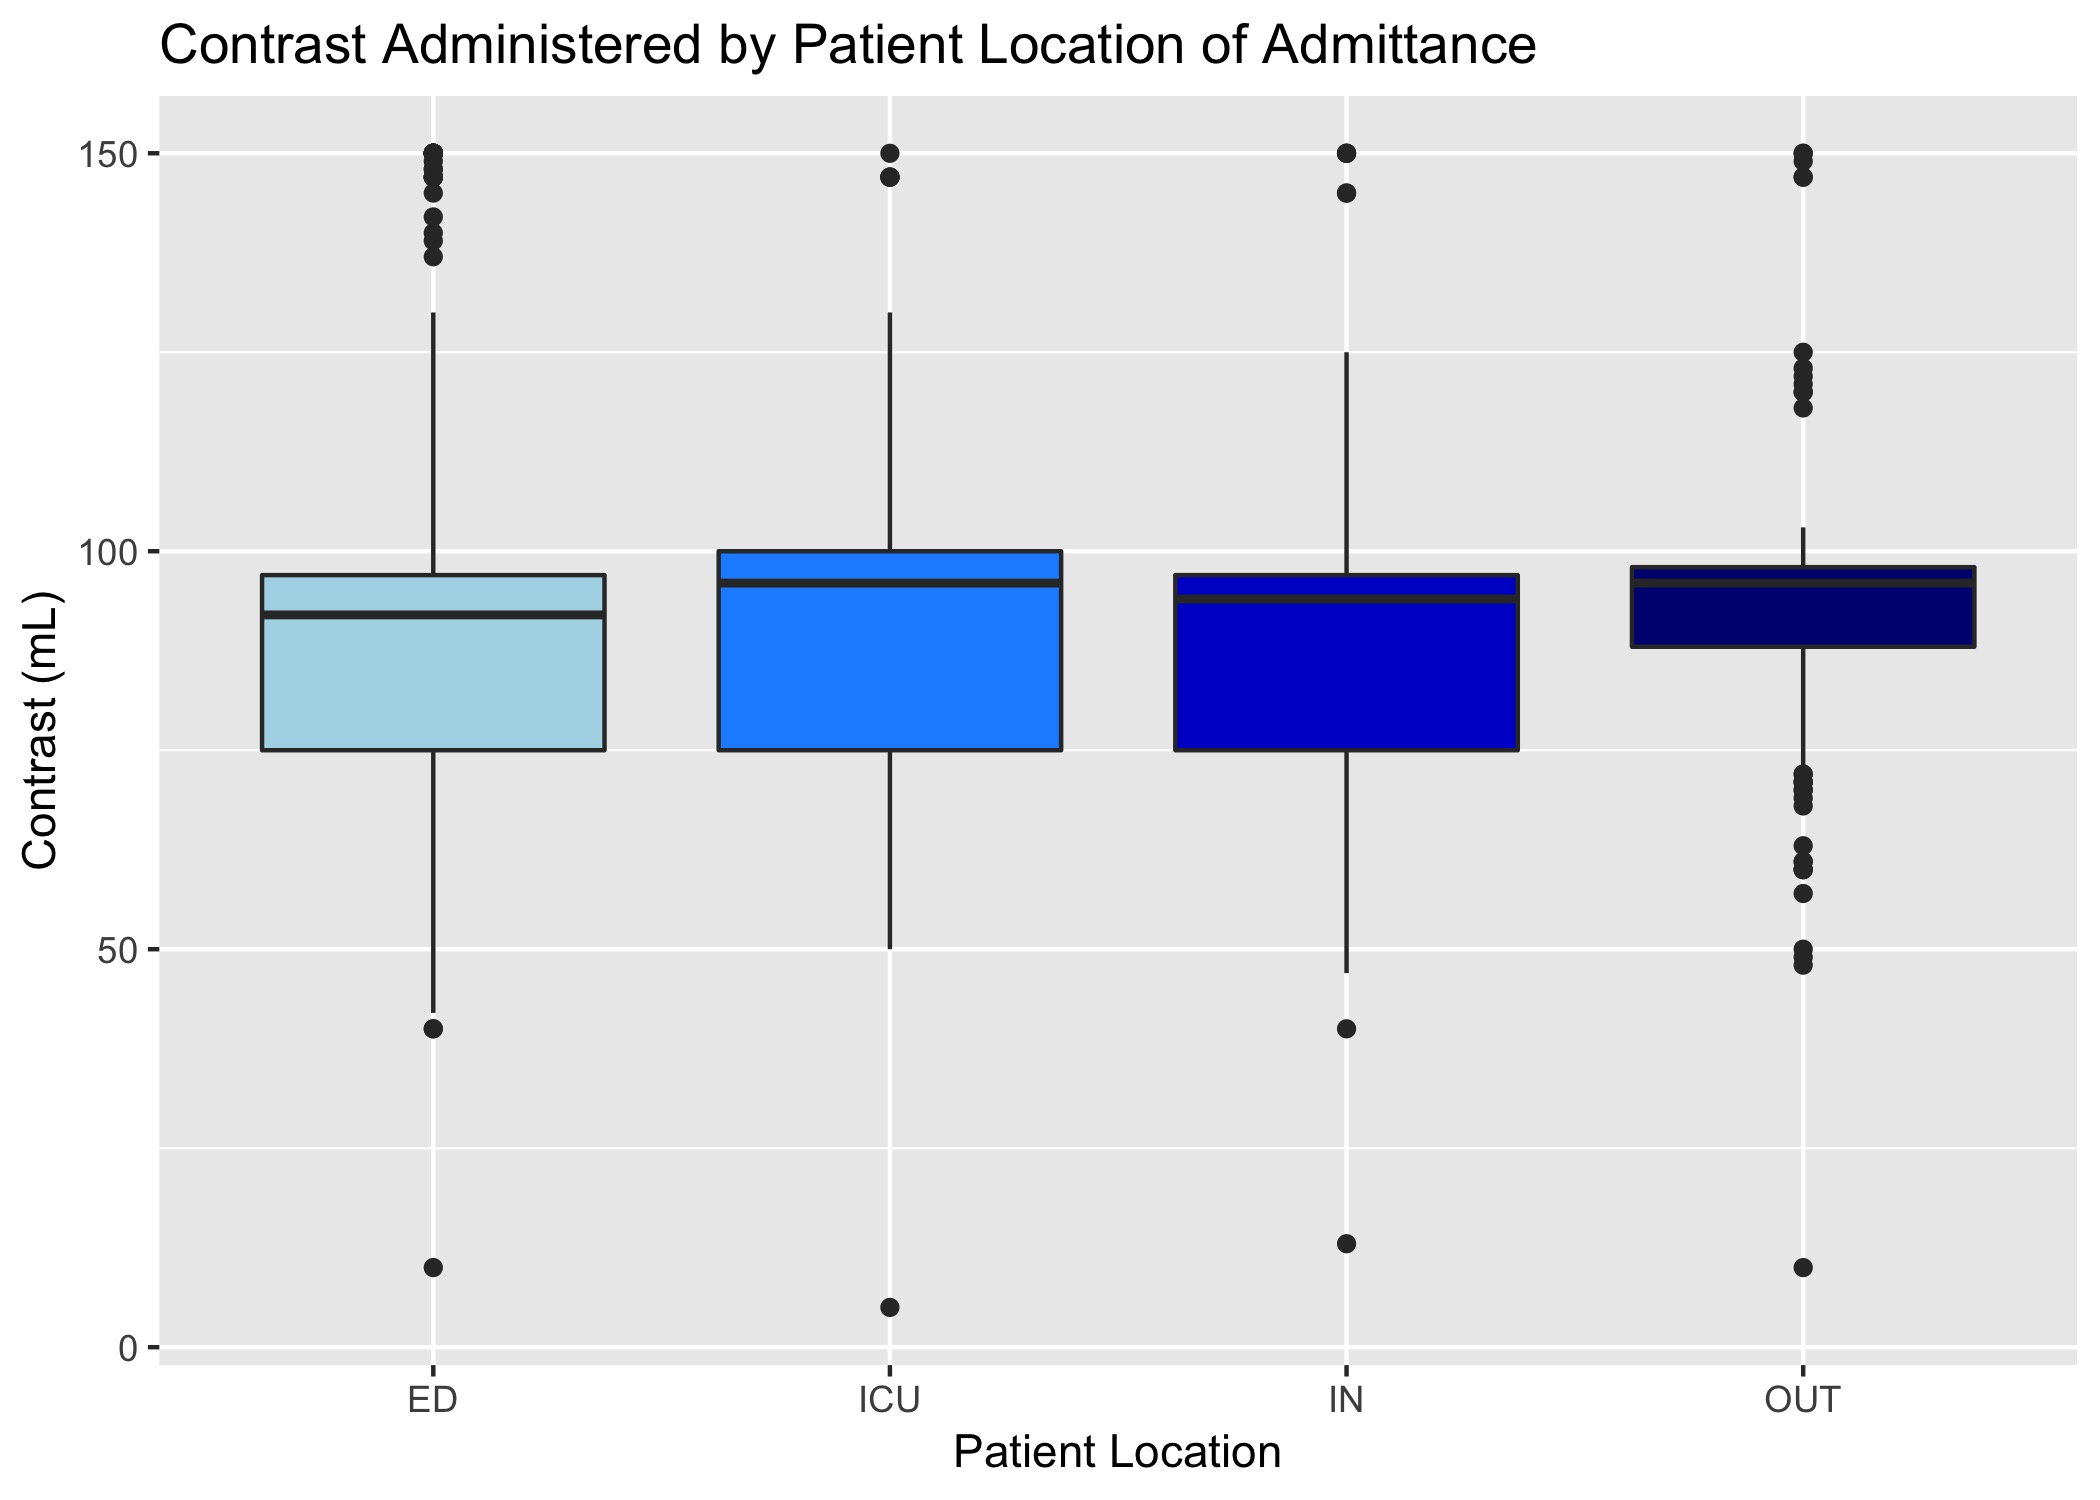 Contrast Administered by Patient Location of Admittance
150
100
50
0
Contrast (mL)
ED
ICU
IN
OUT
Patient Location